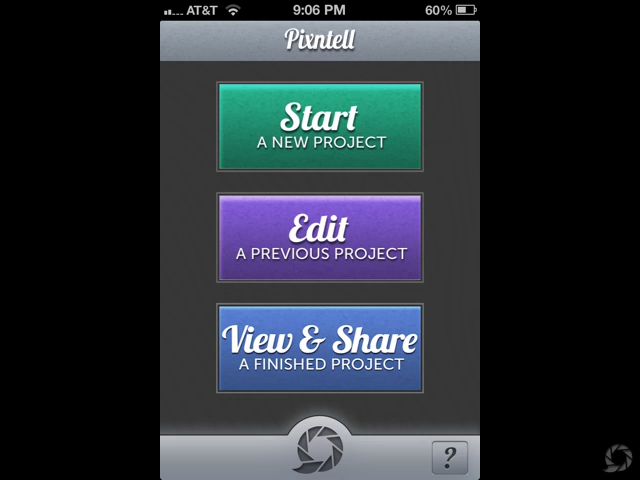 AT&T 9:06 PM 60%
Pixntell
Start
A NEW PROJECT
Edit
A PREVIOUS PROJECT
View & Share
A FINISHED PROJECT
?